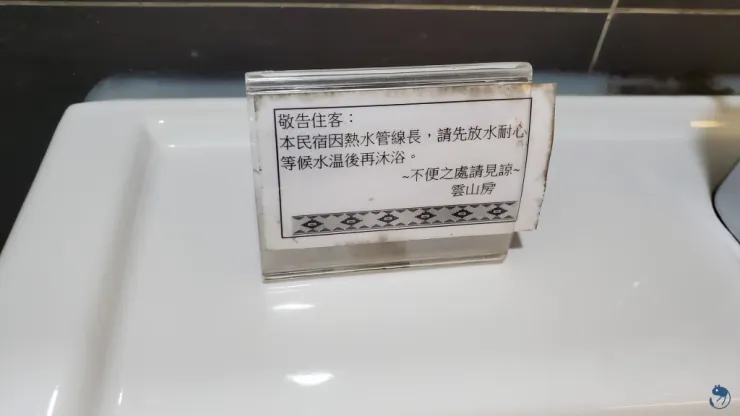 敬告住客：
本民宿因熱水管線長，請先放水耐心
等候水溫後再沐浴。
~不便之處請見諒~
雲山房